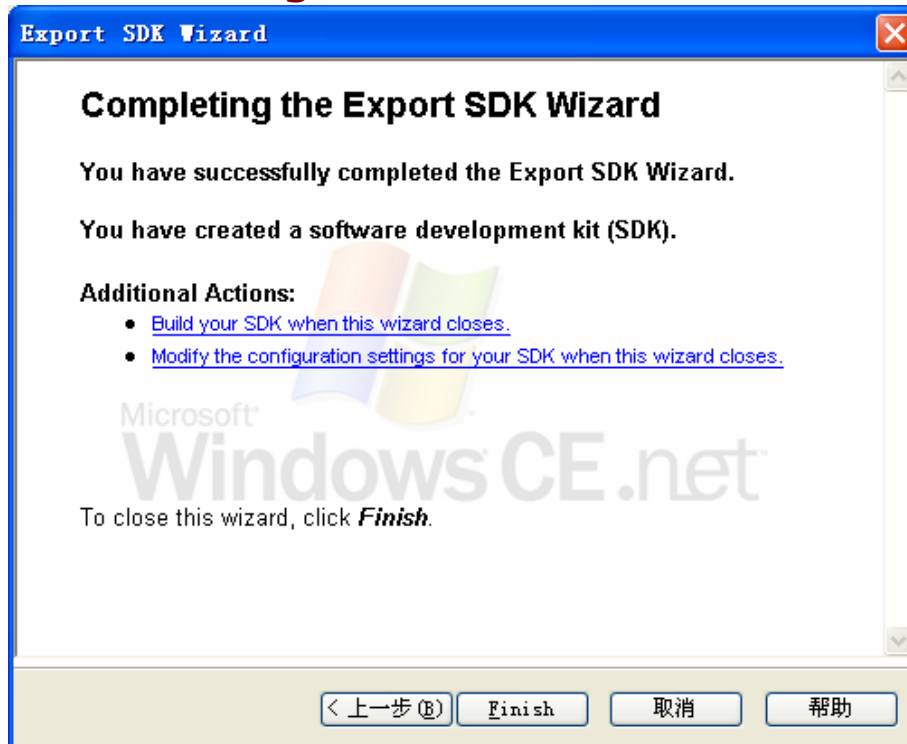 Export SDK Wizard
Completing the Export SDK Wizard
You have successfully completed the Export SDK Wizard.
You have created a software development kit (SDK).
Additional Actions:
• Build your SDK when this wizard closes.
• Modify the configuration settings for your SDK when this wizard closes.
Microsoft
Windows CE .net
To close this wizard, click Finish.
< 上一步(B) Finish 取消 帮助